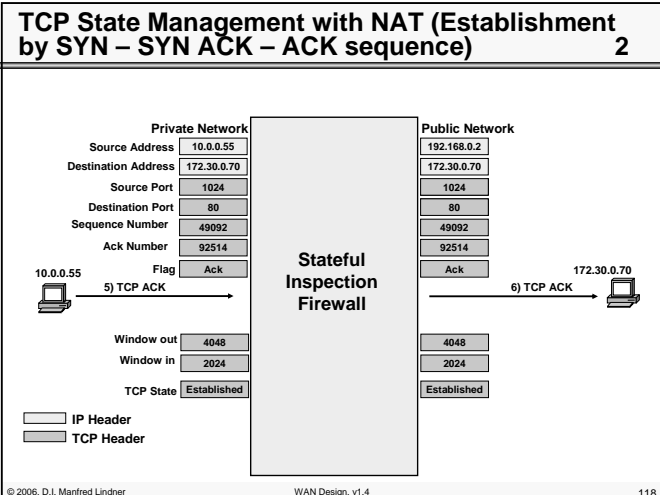 TCP State Management with NAT (Establishment
by SYN – SYN ACK – ACK sequence) 2
Private Network
Public Network
Source Address 10.0.0.55 192.168.0.2
Destination Address 172.30.0.70 172.30.0.70
Source Port 1024 1024
Destination Port 80 80
Sequence Number 49092 49092
Ack Number 92514 92514
Flag Ack Ack
Stateful
Inspection
Firewall
10.0.0.55
5) TCP ACK
172.30.0.70
6) TCP ACK
Window out 4048 4048
Window in 2024 2024
TCP State Established Established
IP Header
TCP Header
© 2006, D.I. Manfred Lindner WAN Design, v1.4 118